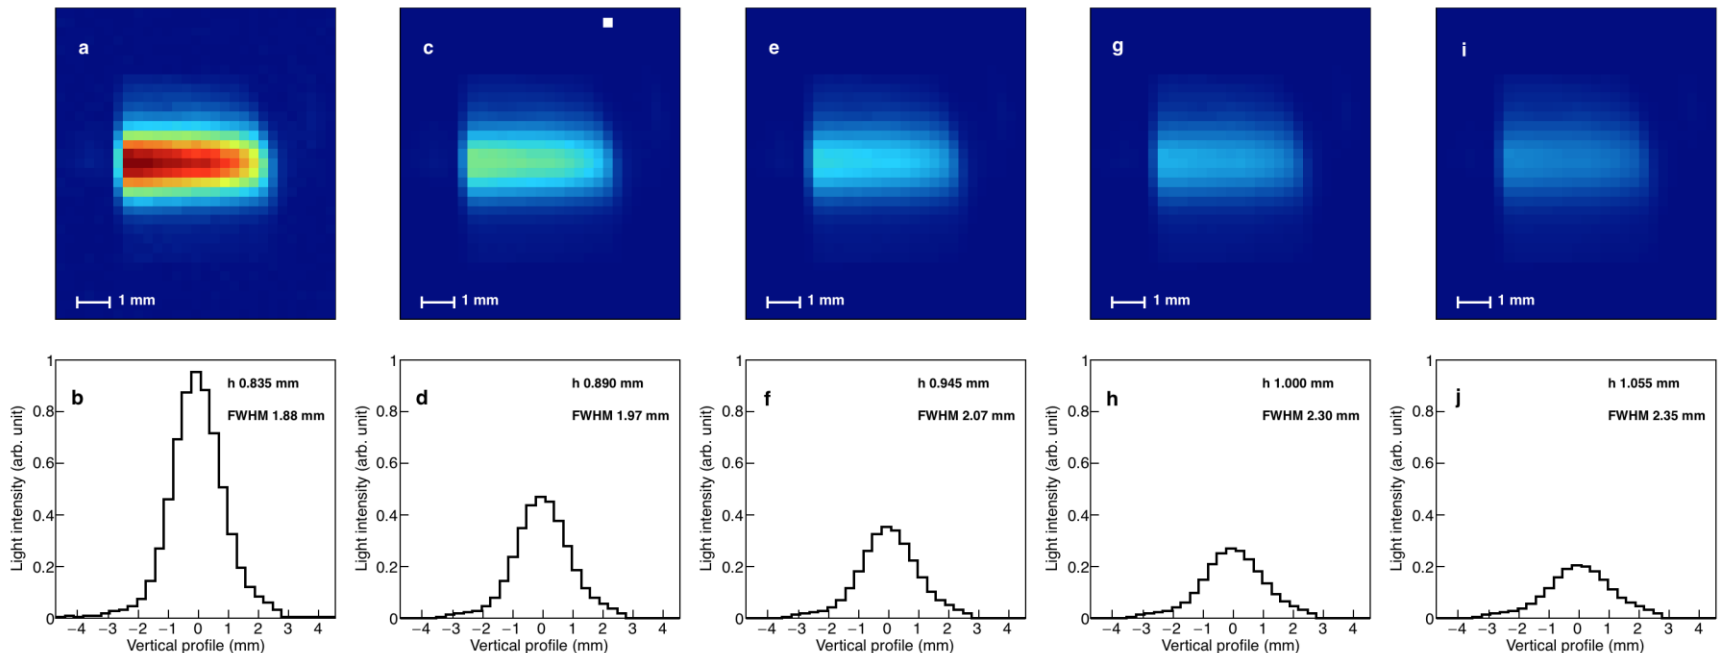 a
c
e
g
i
1 mm
1 mm
1 mm
1 mm
1 mm
b
h 0.835 mm
FWHM 1.88 mm
1
0.8
0.6
0.4
0.2
0
Light intensity (arb. unit)
−4 −3 −2 −1 0 1 2 3 4
Vertical profile (mm)
d
h 0.890 mm
FWHM 1.97 mm
1
0.8
0.6
0.4
0.2
0
Light intensity (arb. unit)
−4 −3 −2 −1 0 1 2 3 4
Vertical profile (mm)
f
h 0.945 mm
FWHM 2.07 mm
1
0.8
0.6
0.4
0.2
0
Light intensity (arb. unit)
−4 −3 −2 −1 0 1 2 3 4
Vertical profile (mm)
h
h 1.000 mm
FWHM 2.30 mm
1
0.8
0.6
0.4
0.2
0
Light intensity (arb. unit)
−4 −3 −2 −1 0 1 2 3 4
Vertical profile (mm)
j
h 1.055 mm
FWHM 2.35 mm
1
0.8
0.6
0.4
0.2
0
Light intensity (arb. unit)
−4 −3 −2 −1 0 1 2 3 4
Vertical profile (mm)